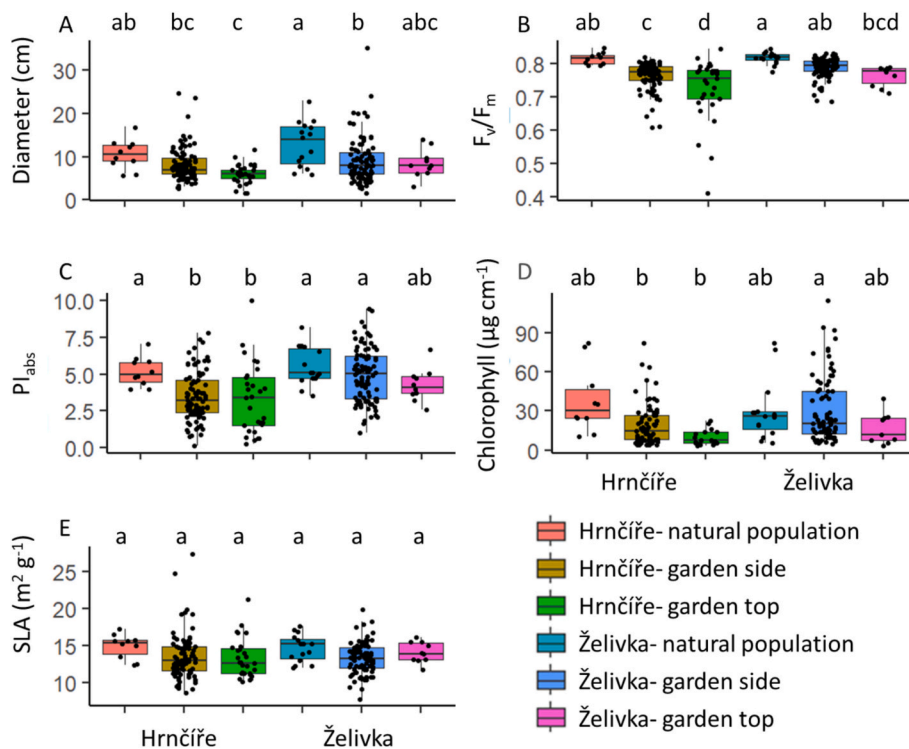 A ab bc c a b abc
Diameter (cm)
30
20
10
0
B ab c d a ab bcd
Fv/Fm
0.8
0.7
0.6
0.5
0.4
C a b b a a ab
PIabs
10.0
7.5
5.0
2.5
0.0
D ab b b ab a ab
Chlorophyll (µg cm⁻¹)
90
60
30
0
Hrnčíře Želivka
E a a a a a a
SLA (m² g⁻¹)
25
20
15
10
Hrnčíře Želivka
Hrnčíře- natural population
Hrnčíře- garden side
Hrnčíře- garden top
Želivka- natural population
Želivka- garden side
Želivka- garden top